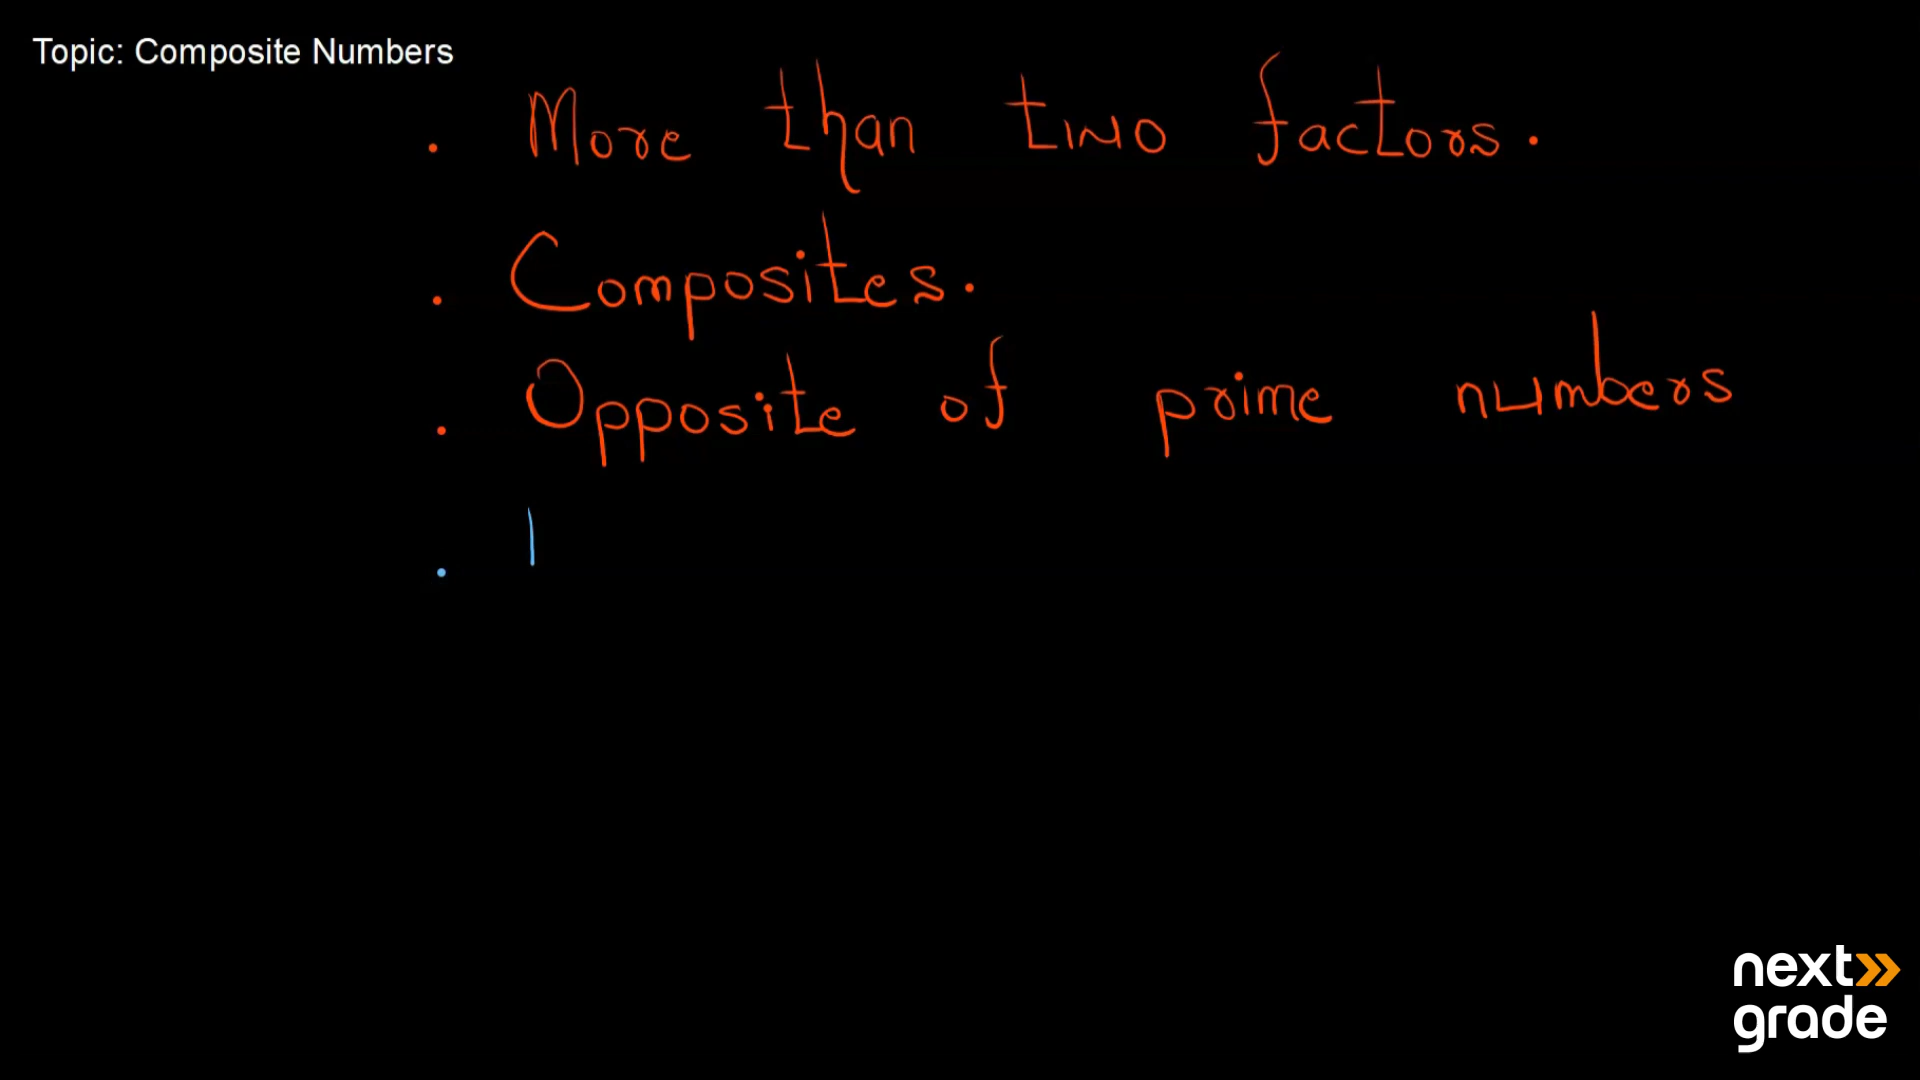 Topic: Composite Numbers
. More than two factors.
. Composites.
. Opposite of prime numbers
.
next
grade